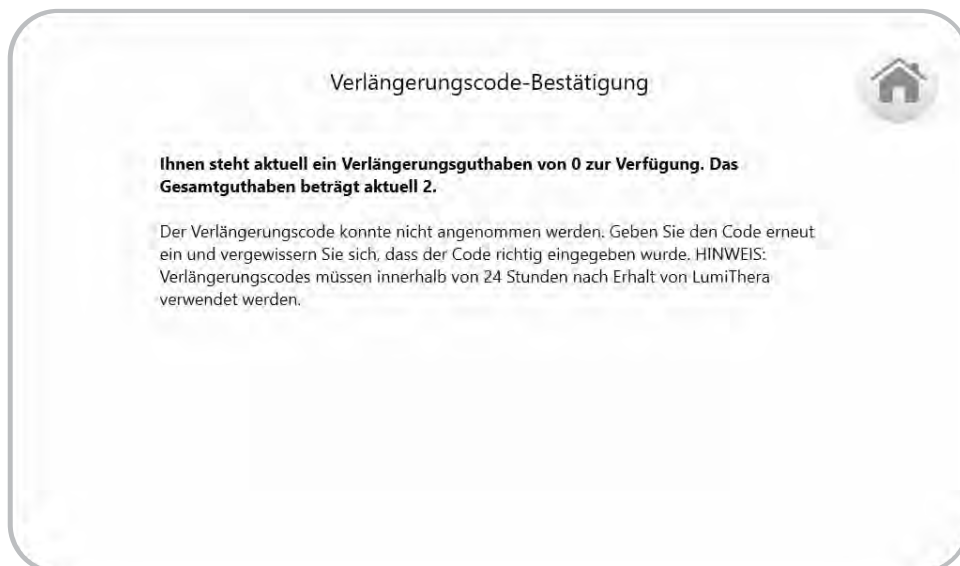 Verlängerungscode-Bestätigung
Ihnen steht aktuell ein Verlängerungsguthaben von 0 zur Verfügung. Das
Gesamtguthaben beträgt aktuell 2.
Der Verlängerungscode konnte nicht angenommen werden. Geben Sie den Code erneut
ein und vergewissern Sie sich, dass der Code richtig eingegeben wurde. HINWEIS:
Verlängerungscodes müssen innerhalb von 24 Stunden nach Erhalt von LumiThera
verwendet werden.